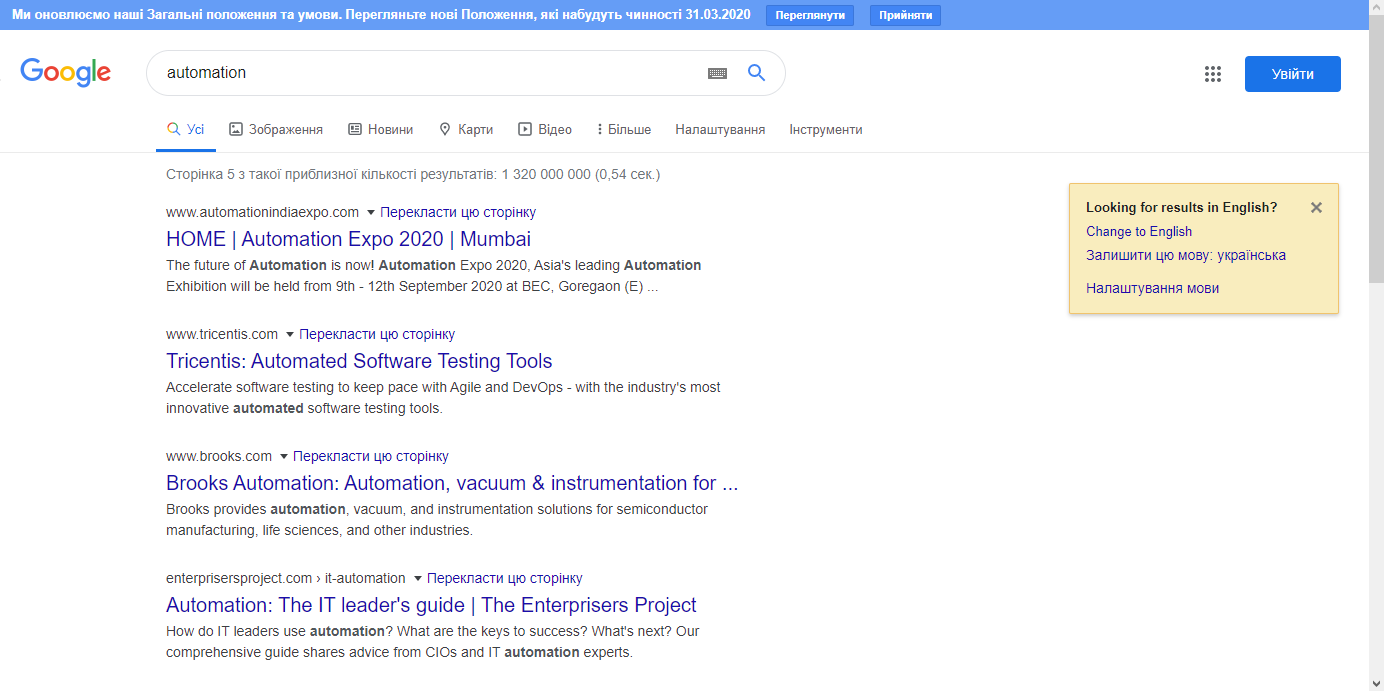 Ми оновлюємо наші Загальні положення та умови. Перегляньте нові Положення, які набудуть чинності 31.03.2020 Переглянути Прийняти
Google
automation
Увійти
Усі Зображення Новини Карти Відео Більше Налаштування Інструменти
Сторінка 5 з такої приблизної кількості результатів: 1 320 000 000 (0,54 сек.)
www.automationindiaexpo.com Перекласти цю сторінку
HOME | Automation Expo 2020 | Mumbai
The future of Automation is now! Automation Expo 2020, Asia's leading Automation
Exhibition will be held from 9th - 12th September 2020 at BEC, Goregaon (E) ...
www.tricentis.com Перекласти цю сторінку
Tricentis: Automated Software Testing Tools
Accelerate software testing to keep pace with Agile and DevOps - with the industry's most
innovative automated software testing tools.
www.brooks.com Перекласти цю сторінку
Brooks Automation: Automation, vacuum & instrumentation for ...
Brooks provides automation, vacuum, and instrumentation solutions for semiconductor
manufacturing, life sciences, and other industries.
enterprisersproject.com › it-automation Перекласти цю сторінку
Automation: The IT leader's guide | The Enterprisers Project
How do IT leaders use automation? What are the keys to success? What's next? Our
comprehensive guide shares advice from CIOs and IT automation experts.
Looking for results in English?
Change to English
Залишити цю мову: українська
Налаштування мови